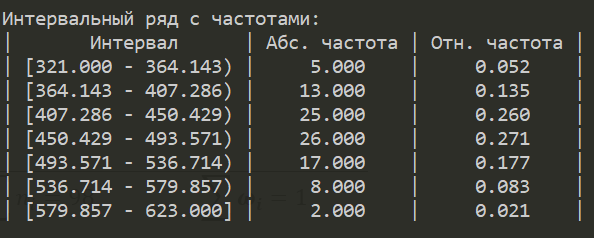 Интервальный ряд с частотами:
|       Интервал      | Абс. частота | Отн. частота |
| [321.000 - 364.143) |    5.000     |    0.052     |
| [364.143 - 407.286) |    13.000    |    0.135     |
| [407.286 - 450.429) |    25.000    |    0.260     |
| [450.429 - 493.571) |    26.000    |    0.271     |
| [493.571 - 536.714) |    17.000    |    0.177     |
| [536.714 - 579.857) |    8.000     |    0.083     |
| [579.857 - 623.000] |    2.000     |    0.021     |